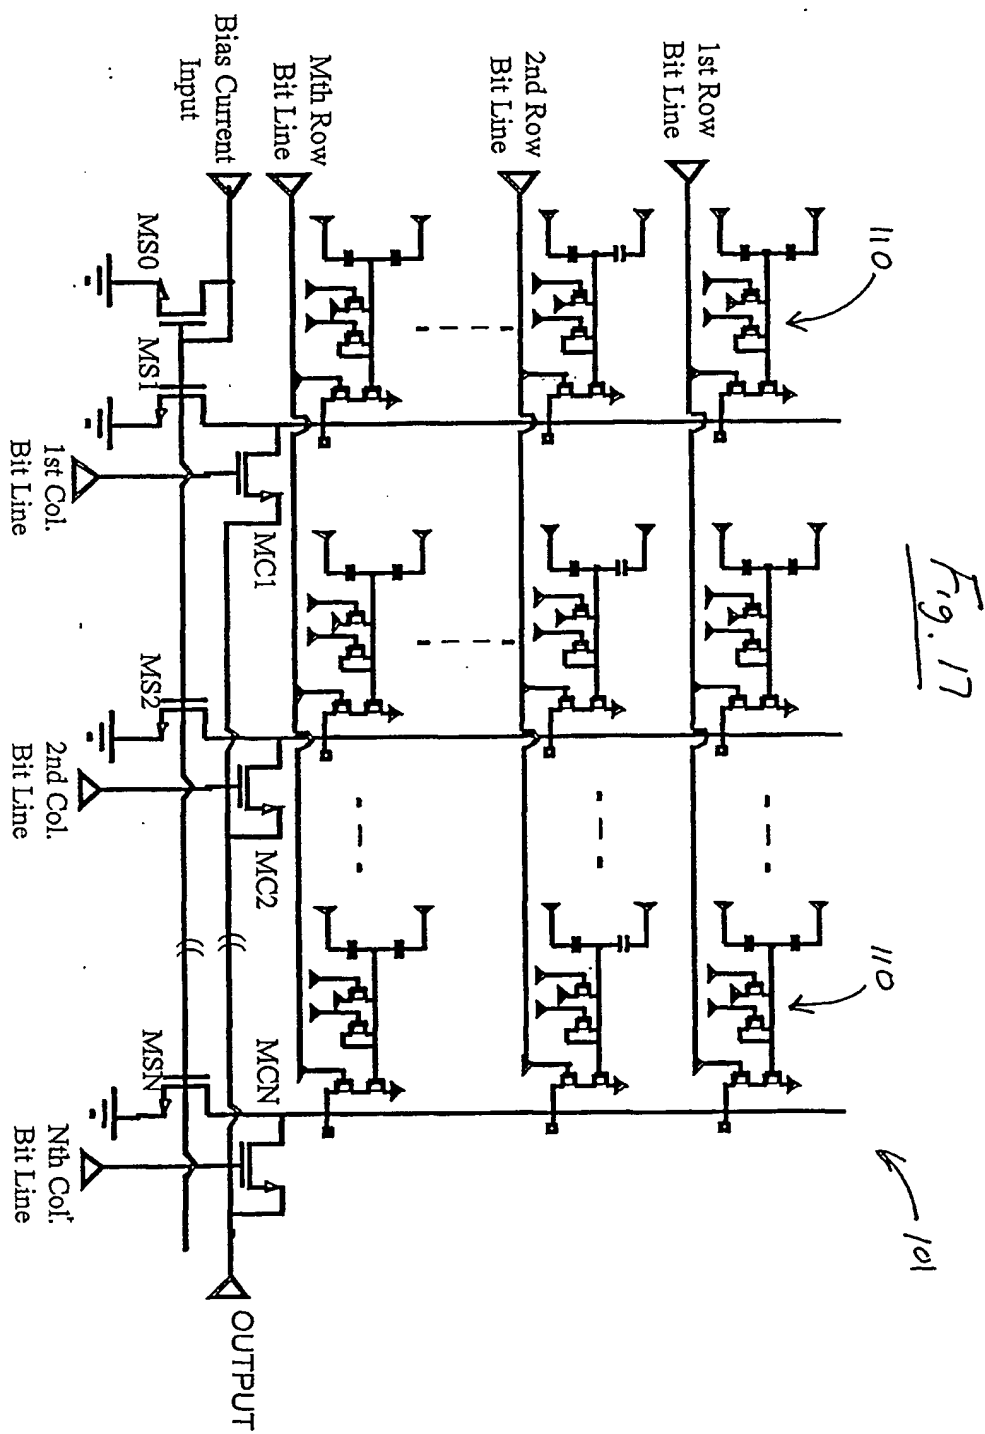 Fig. 17
101
110
110
1st Row
Bit Line
2nd Row
Bit Line
Mth Row
Bit Line
Bias Current
Input
MS0
MS1
MS2
MSN
MC1
MC2
MCN
1st Col.
Bit Line
2nd Col.
Bit Line
Nth Col.
Bit Line
OUTPUT